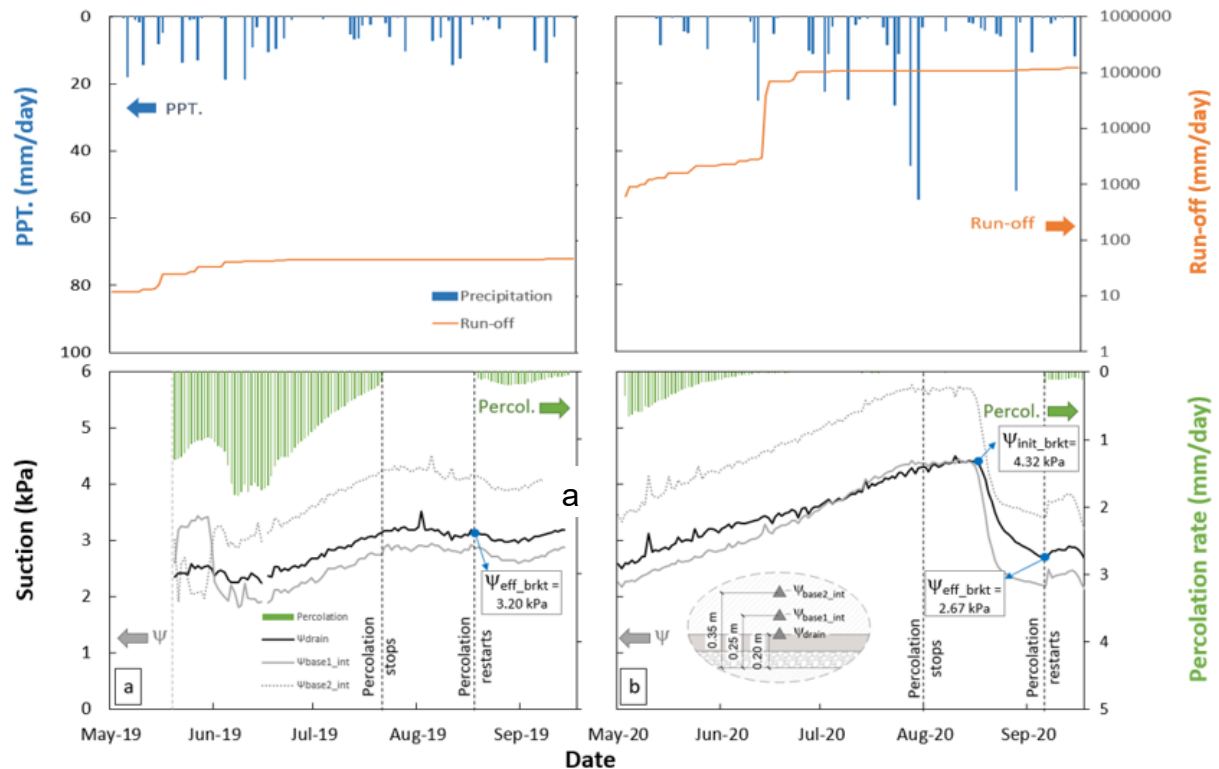 0
20
40
60
80
100
PPT. (mm/day)
PPT.
Precipitation
Run-off
1000000
100000
10000
1000
100
10
1
Run-off (mm/day)
Run-off
6
5
4
3
2
1
0
Suction (kPa)
Percol.
Ψ
Percolation
Ψdrain
Ψbase1_int
Ψbase2_int
Percolation
stops
Percolation
restarts
Ψeff_brkt =
3.20 kPa
a
a
May-19
Jun-19
Jul-19
Aug-19
Sep-19
Percol.
Ψinit_brkt=
4.32 kPa
Ψeff_brkt =
2.67 kPa
Ψbase2_int
Ψbase1_int
Ψdrain
0.35 m
0.25 m
0.20 m
Ψ
b
Percolation
stops
Percolation
restarts
0
1
2
3
4
5
Percolation rate (mm/day)
May-20
Jun-20
Jul-20
Aug-20
Sep-20
Date